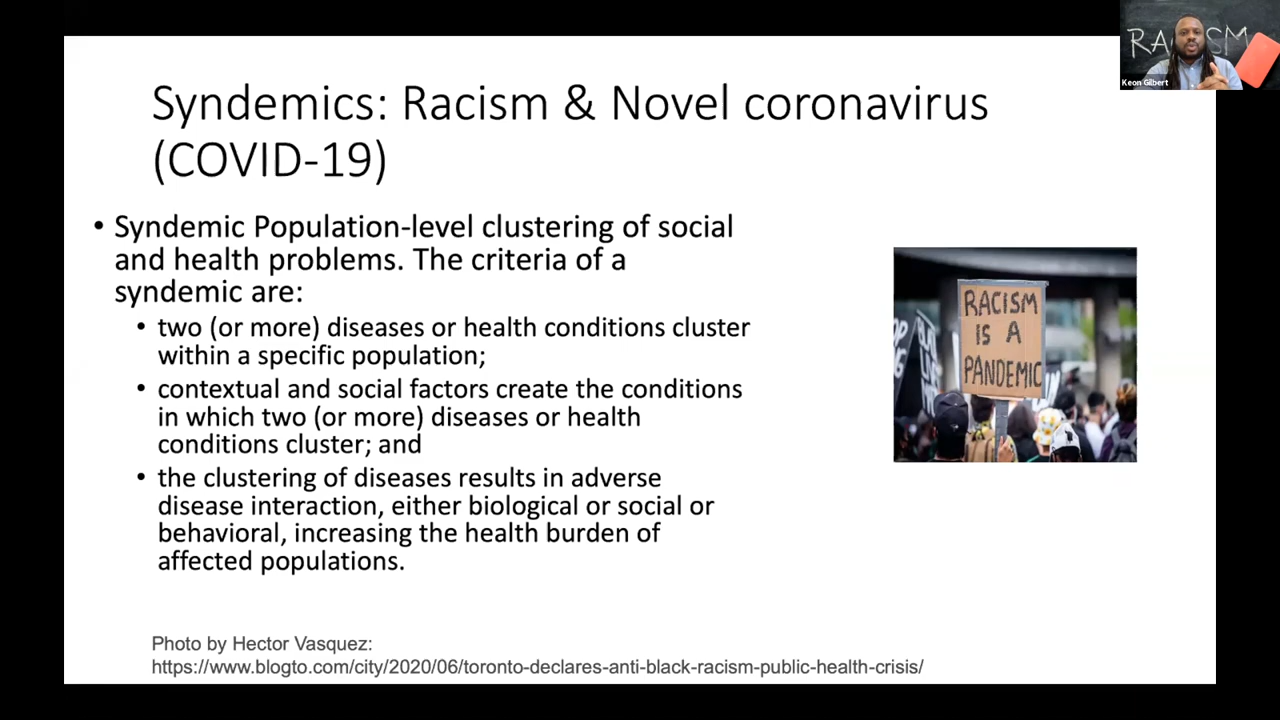 Syndemics: Racism & Novel coronavirus
(COVID-19)
• Syndemic Population-level clustering of social
and health problems. The criteria of a
syndemic are:
• two (or more) diseases or health conditions cluster
within a specific population;
• contextual and social factors create the conditions
in which two (or more) diseases or health
conditions cluster; and
• the clustering of diseases results in adverse
disease interaction, either biological or social or
behavioral, increasing the health burden of
affected populations.
RACISM
IS A
PANDEMIC
Photo by Hector Vasquez:
https://www.blogto.com/city/2020/06/toronto-declares-anti-black-racism-public-health-crisis/
RA SM
Keon Gilbert